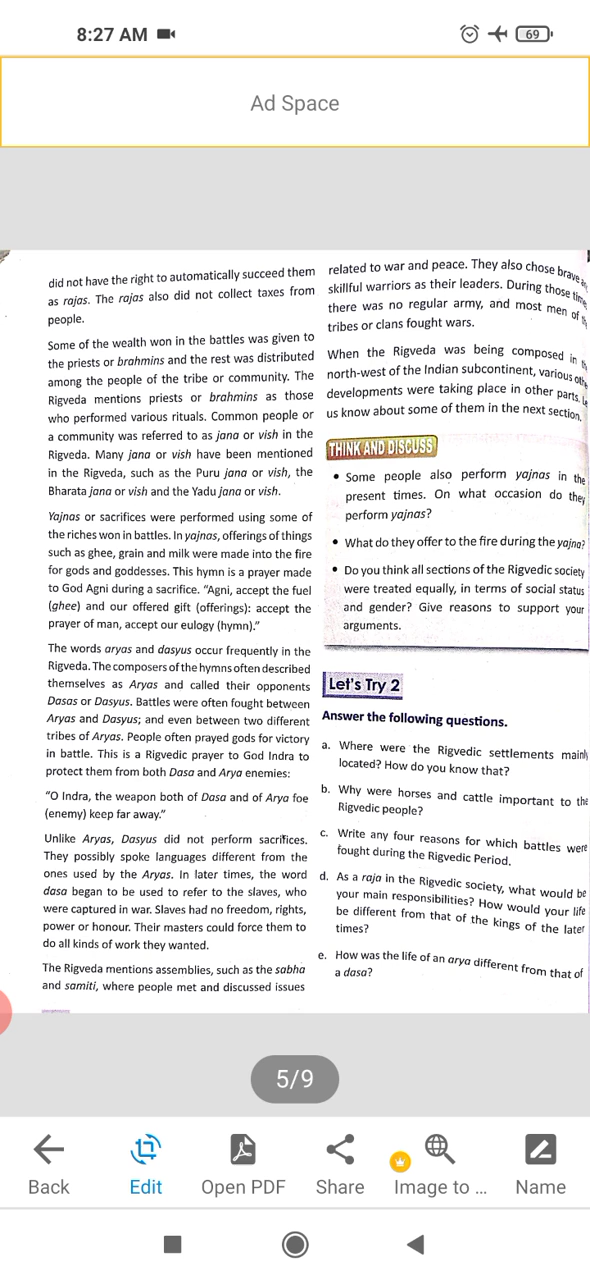 8:27 AM
69
Ad Space
did not have the right to automatically succeed them
as rajas. The rajas also did not collect taxes from
people.
Some of the wealth won in the battles was given to
the priests or brahmins and the rest was distributed
among the people of the tribe or community. The
Rigveda mentions priests or brahmins as those
who performed various rituals. Common people or
a community was referred to as jana or vish in the
Rigveda. Many jana or vish have been mentioned
in the Rigveda, such as the Puru jana or vish, the
Bharata jana or vish and the Yadu jana or vish.
Yajnas or sacrifices were performed using some of
the riches won in battles. In yajnas, offerings of things
such as ghee, grain and milk were made into the fire
for gods and goddesses. This hymn is a prayer made
to God Agni during a sacrifice. “Agni, accept the fuel
(ghee) and our offered gift (offerings): accept the
prayer of man, accept our eulogy (hymn).”
The words aryas and dasyus occur frequently in the
Rigveda. The composers of the hymns often described
themselves as Aryas and called their opponents
Dasas or Dasyus. Battles were often fought between
Aryas and Dasyus; and even between two different
tribes of Aryas. People often prayed gods for victory
in battle. This is a Rigvedic prayer to God Indra to
protect them from both Dasa and Arya enemies:
“O Indra, the weapon both of Dasa and of Arya foe
(enemy) keep far away.”
Unlike Aryas, Dasyus did not perform sacrifices.
They possibly spoke languages different from the
ones used by the Aryas. In later times, the word
dasa began to be used to refer to the slaves, who
were captured in war. Slaves had no freedom, rights,
power or honour. Their masters could force them to
do all kinds of work they wanted.
The Rigveda mentions assemblies, such as the sabha
and samiti, where people met and discussed issues
related to war and peace. They also chose brave
skillful warriors as their leaders. During those time
there was no regular army, and most men of
tribes or clans fought wars.
When the Rigveda was being composed in
north-west of the Indian subcontinent, various
developments were taking place in other parts.
us know about some of them in the next section.
THINK AND DISCUSS
• Some people also perform yajnas in the
present times. On what occasion do they
perform yajnas?
• What do they offer to the fire during the yajna?
• Do you think all sections of the Rigvedic society
were treated equally, in terms of social status
and gender? Give reasons to support your
arguments.
Let’s Try 2
Answer the following questions.
a. Where were the Rigvedic settlements mainly
located? How do you know that?
b. Why were horses and cattle important to the
Rigvedic people?
c. Write any four reasons for which battles were
fought during the Rigvedic Period.
d. As a raja in the Rigvedic society, what would be
your main responsibilities? How would your life
be different from that of the kings of the later
times?
e. How was the life of an arya different from that of
a dasa?
5/9
Back
Edit
Open PDF
Share
Image to ...
Name